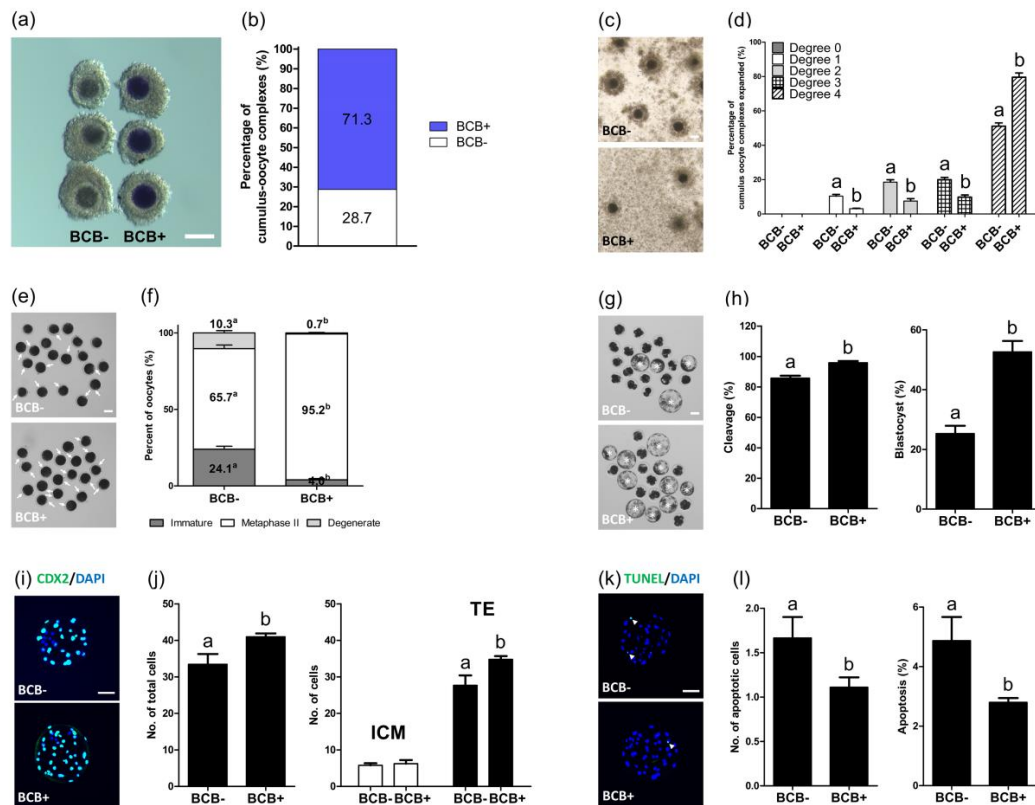 (a)
BCB- BCB+
(b)
Percentage of
cumulus-oocyte complexes (%)
100
90
80
70
60
50
40
30
20
10
0
71.3
28.7
BCB+
BCB-
(c)
BCB-
BCB+
(d)
Percentage of
cumulus oocyte complexes expanded (%)
100
80
60
40
20
0
Degree 0
Degree 1
Degree 2
Degree 3
Degree 4
a b a b a b a b
BCB- BCB+ BCB- BCB+ BCB- BCB+ BCB- BCB+ BCB- BCB+
(e)
BCB-
BCB+
(f)
Percent of oocytes (%)
100
50
0
10.3a 0.7b
65.7a 95.2b
24.1a 4.0b
BCB- BCB+
Immature Metaphase II Degenerate
(g)
BCB-
BCB+
(h)
Cleavage (%)
120
100
80
60
40
20
0
a b
BCB- BCB+
Blastocyst (%)
60
40
20
0
a b
BCB- BCB+
(i) CDX2/DAPI
BCB-
BCB+
(j)
No. of total cells
50
40
30
20
10
0
a b
BCB- BCB+
No. of cells
50
40
30
20
10
0
ICM
TE
a b
BCB- BCB+ BCB- BCB+
(k) TUNEL/DAPI
BCB-
BCB+
(l)
No. of apoptotic cells
2.0
1.5
1.0
0.5
0.0
a b
BCB- BCB+
Apoptosis (%)
6
4
2
0
a b
BCB- BCB+